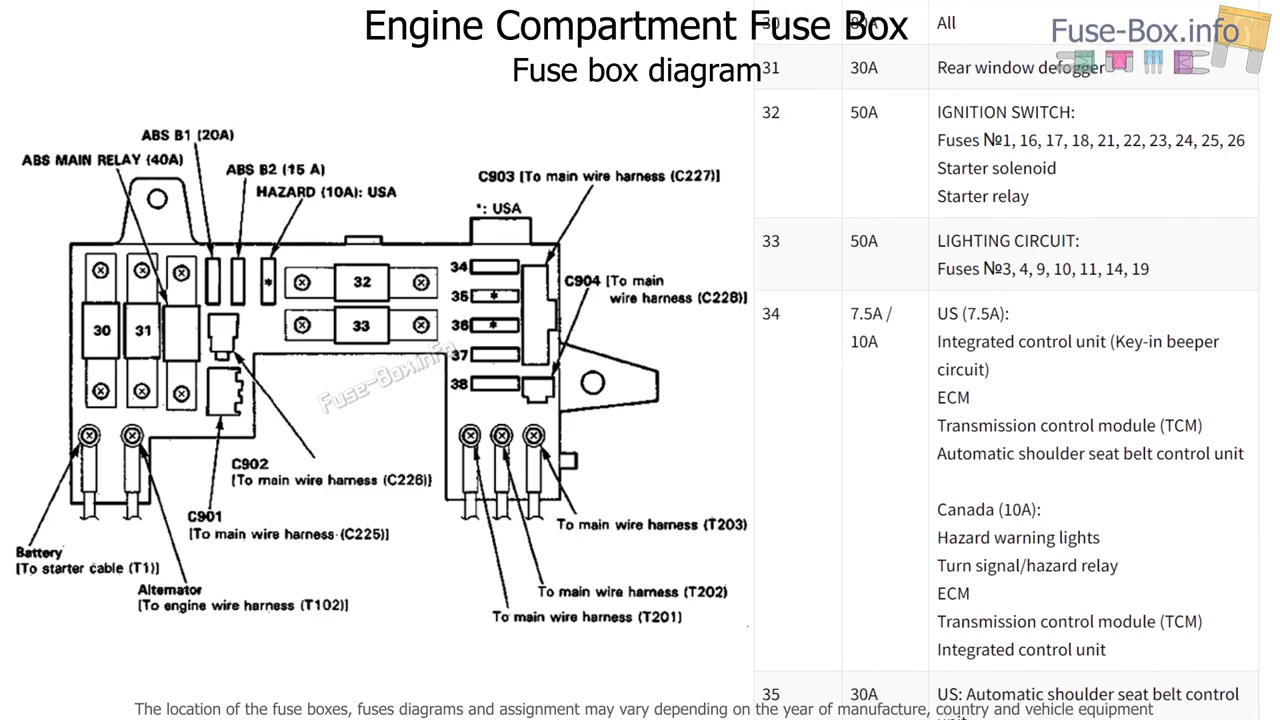 Engine Compartment Fuse Box
Fuse box diagram
Fuse-Box.info
ABS B1 (20A)
ABS MAIN RELAY (40A)
ABS B2 (15 A)
HAZARD (10A): USA
C903 [To main wire harness (C227)]
*: USA
C904 [To main
wire harness (C228)]
30
31
*
32
33
34
35
*
36
*
37
38
Fuse-Box.info
C902
[To main wire harness (C226)]
C901
[To main wire harness (C225)]
Battery
[To starter cable (T1)]
Alternator
[To engine wire harness (T102)]
To main wire harness (T203)
To main wire harness (T202)
To main wire harness (T201)
30 80A All
31 30A Rear window defogger
32 50A IGNITION SWITCH:
Fuses №1, 16, 17, 18, 21, 22, 23, 24, 25, 26
Starter solenoid
Starter relay
33 50A LIGHTING CIRCUIT:
Fuses №3, 4, 9, 10, 11, 14, 19
34 7.5A / US (7.5A):
10A Integrated control unit (Key-in beeper
circuit)
ECM
Transmission control module (TCM)
Automatic shoulder seat belt control unit
Canada (10A):
Hazard warning lights
Turn signal/hazard relay
ECM
Transmission control module (TCM)
Integrated control unit
35 30A US: Automatic shoulder seat belt control
unit
The location of the fuse boxes, fuses diagrams and assignment may vary depending on the year of manufacture, country and vehicle equipment